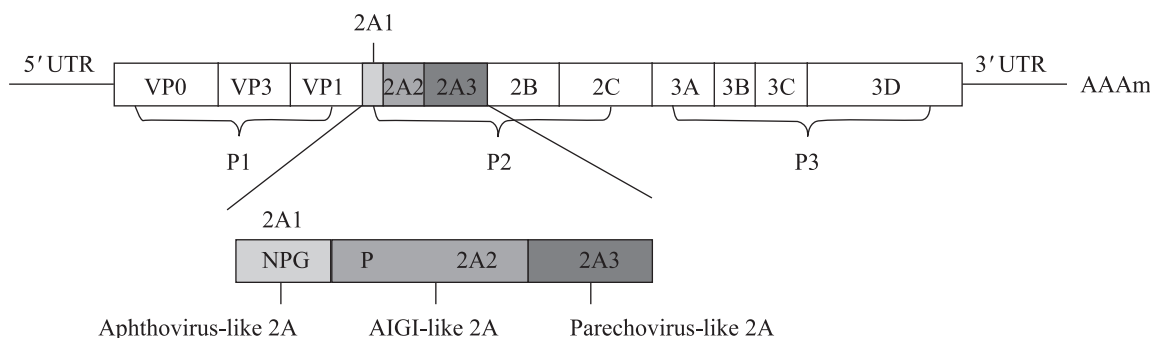 2A1
5′ UTR
VP0 VP3 VP1 2A2 2A3 2B 2C 3A 3B 3C 3D
3′ UTR
AAAm
P1 P2 P3
2A1
NPG P 2A2 2A3
Aphthovirus-like 2A AIGI-like 2A Parechovirus-like 2A